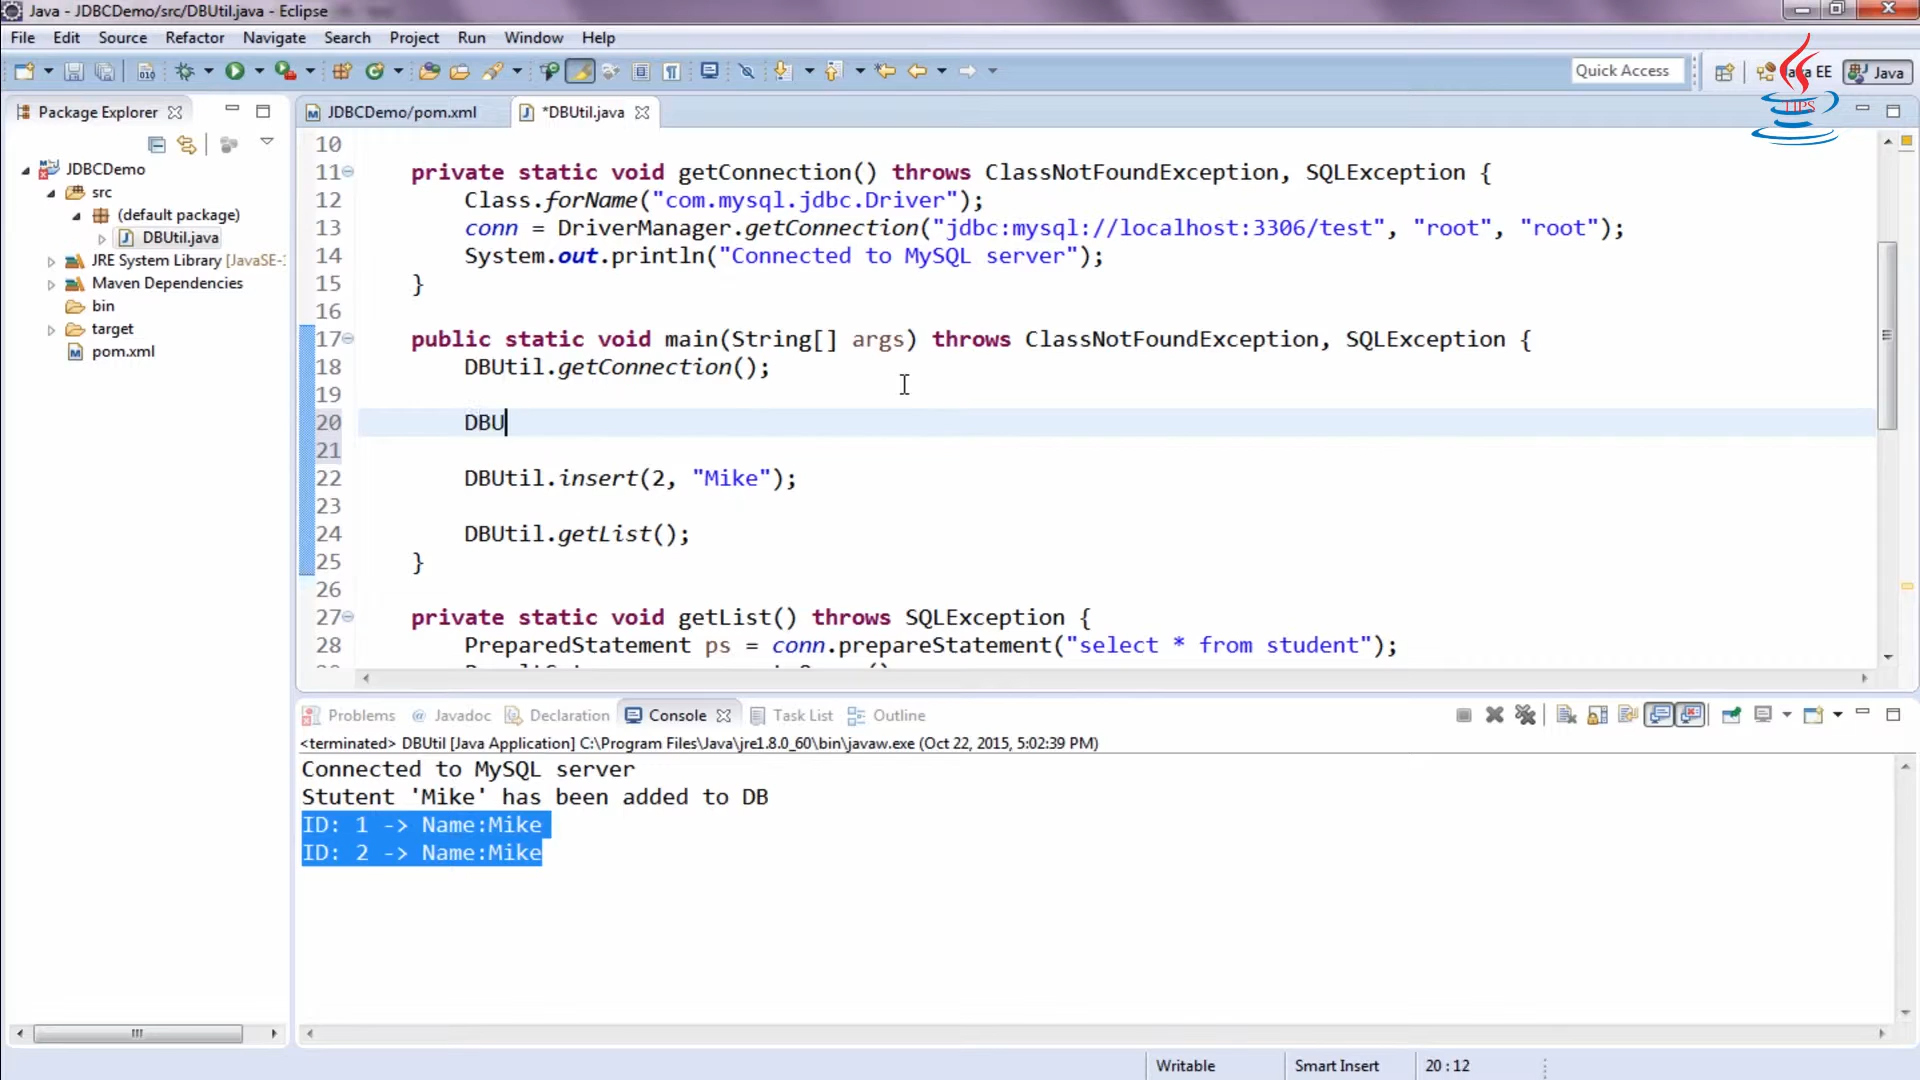 Java - JDBCDemo/src/DBUtil.java - Eclipse
File Edit Source Refactor Navigate Search Project Run Window Help
Quick Access
Java EE
Java
TIPS
Package Explorer
JDBCDemo/pom.xml
*DBUtil.java
JDBCDemo
src
(default package)
DBUtil.java
JRE System Library [JavaSE-
Maven Dependencies
bin
target
pom.xml
10
11 private static void getConnection() throws ClassNotFoundException, SQLException {
12 Class.forName("com.mysql.jdbc.Driver");
13 conn = DriverManager.getConnection("jdbc:mysql://localhost:3306/test", "root", "root");
14 System.out.println("Connected to MySQL server");
15 }
16
17 public static void main(String[] args) throws ClassNotFoundException, SQLException {
18 DBUtil.getConnection();
19
20 DBU
21
22 DBUtil.insert(2, "Mike");
23
24 DBUtil.getList();
25 }
26
27 private static void getList() throws SQLException {
28 PreparedStatement ps = conn.prepareStatement("select * from student");
Problems @ Javadoc Declaration Console Task List Outline
<terminated> DBUtil [Java Application] C:\Program Files\Java\jre1.8.0_60\bin\javaw.exe (Oct 22, 2015, 5:02:39 PM)
Connected to MySQL server
Stutent 'Mike' has been added to DB
ID: 1 -> Name:Mike
ID: 2 -> Name:Mike
Writable
Smart Insert
20 : 12